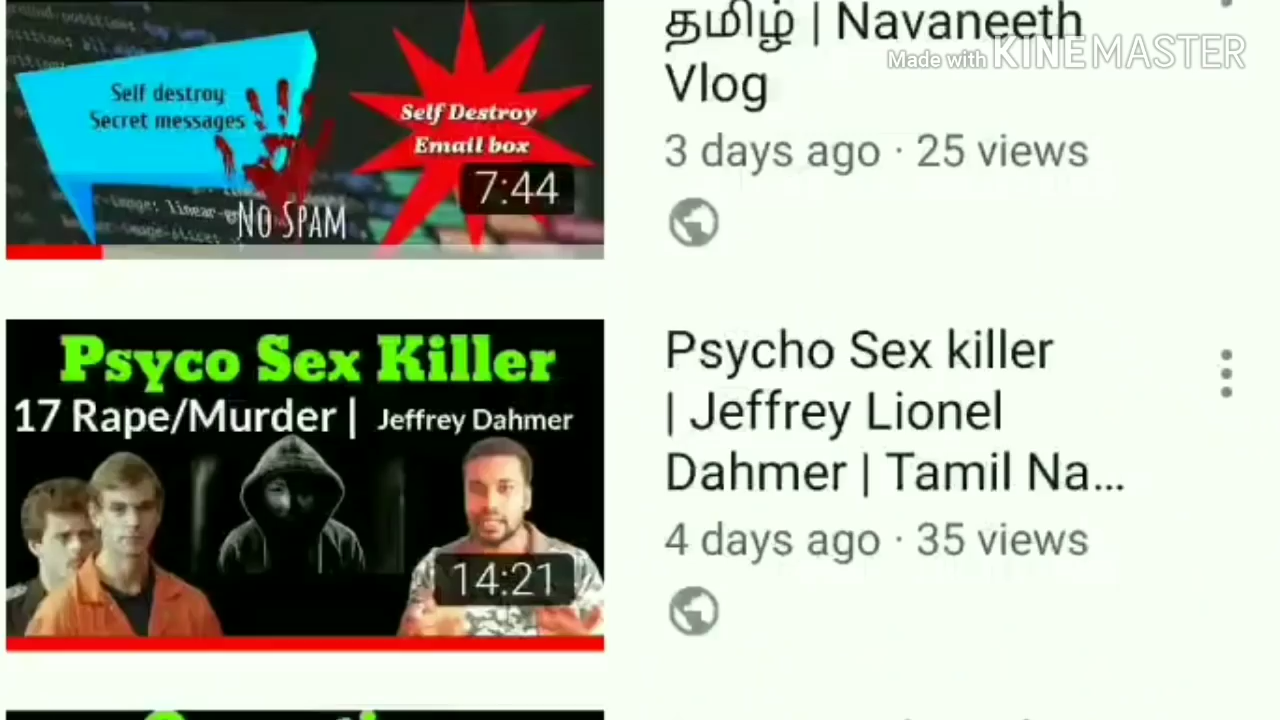 தமிழ் | Navaneeth
Vlog
3 days ago · 25 views
Made with KINEMASTER
Self destroy
Secret messages
Self Destroy
Email box
7:44
No Spam
Psyco Sex Killer
17 Rape/Murder | Jeffrey Dahmer
14:21
Psycho Sex killer
| Jeffrey Lionel
Dahmer | Tamil Na...
4 days ago · 35 views